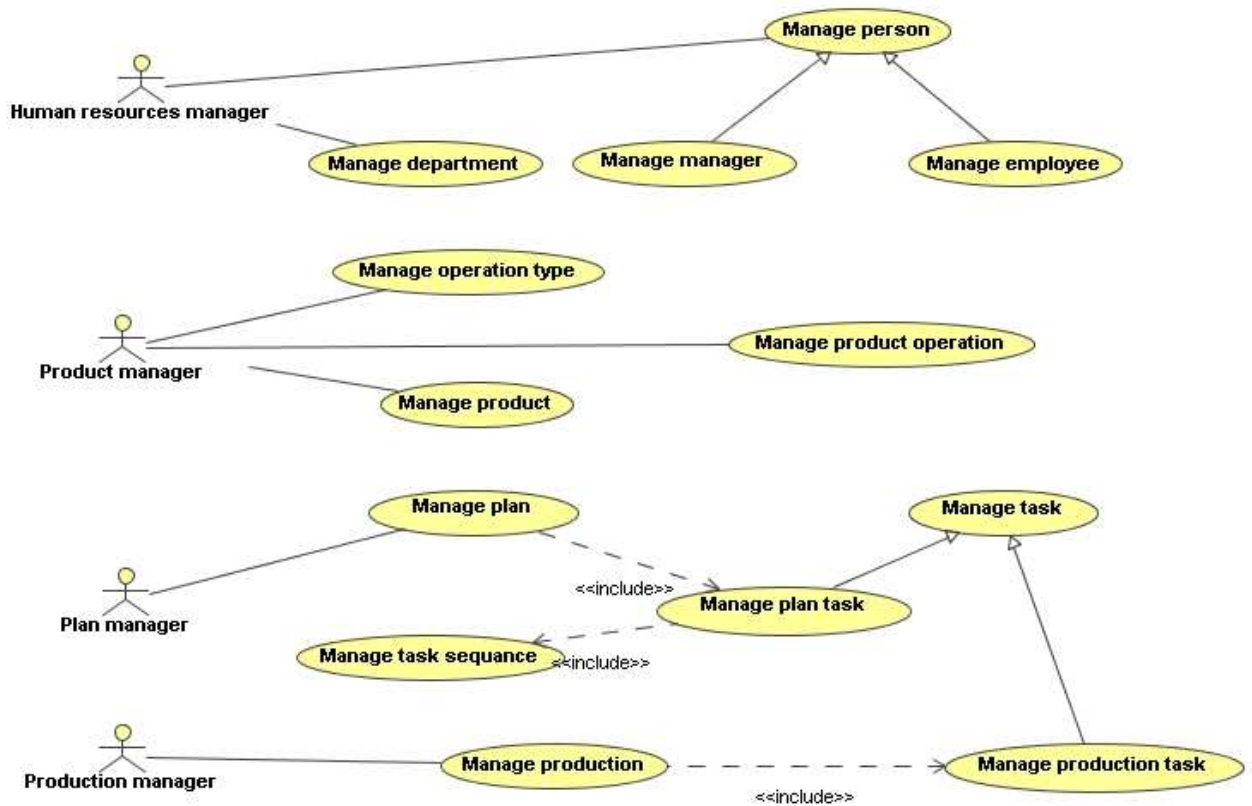 Manage person
Human resources manager
Manage department
Manage manager
Manage employee
Manage operation type
Manage product operation
Product manager
Manage product
Manage plan
Manage task
<<include>>
Manage plan task
Plan manager
Manage task sequance
<<include>>
Manage production
Manage production task
Production manager
<<include>>